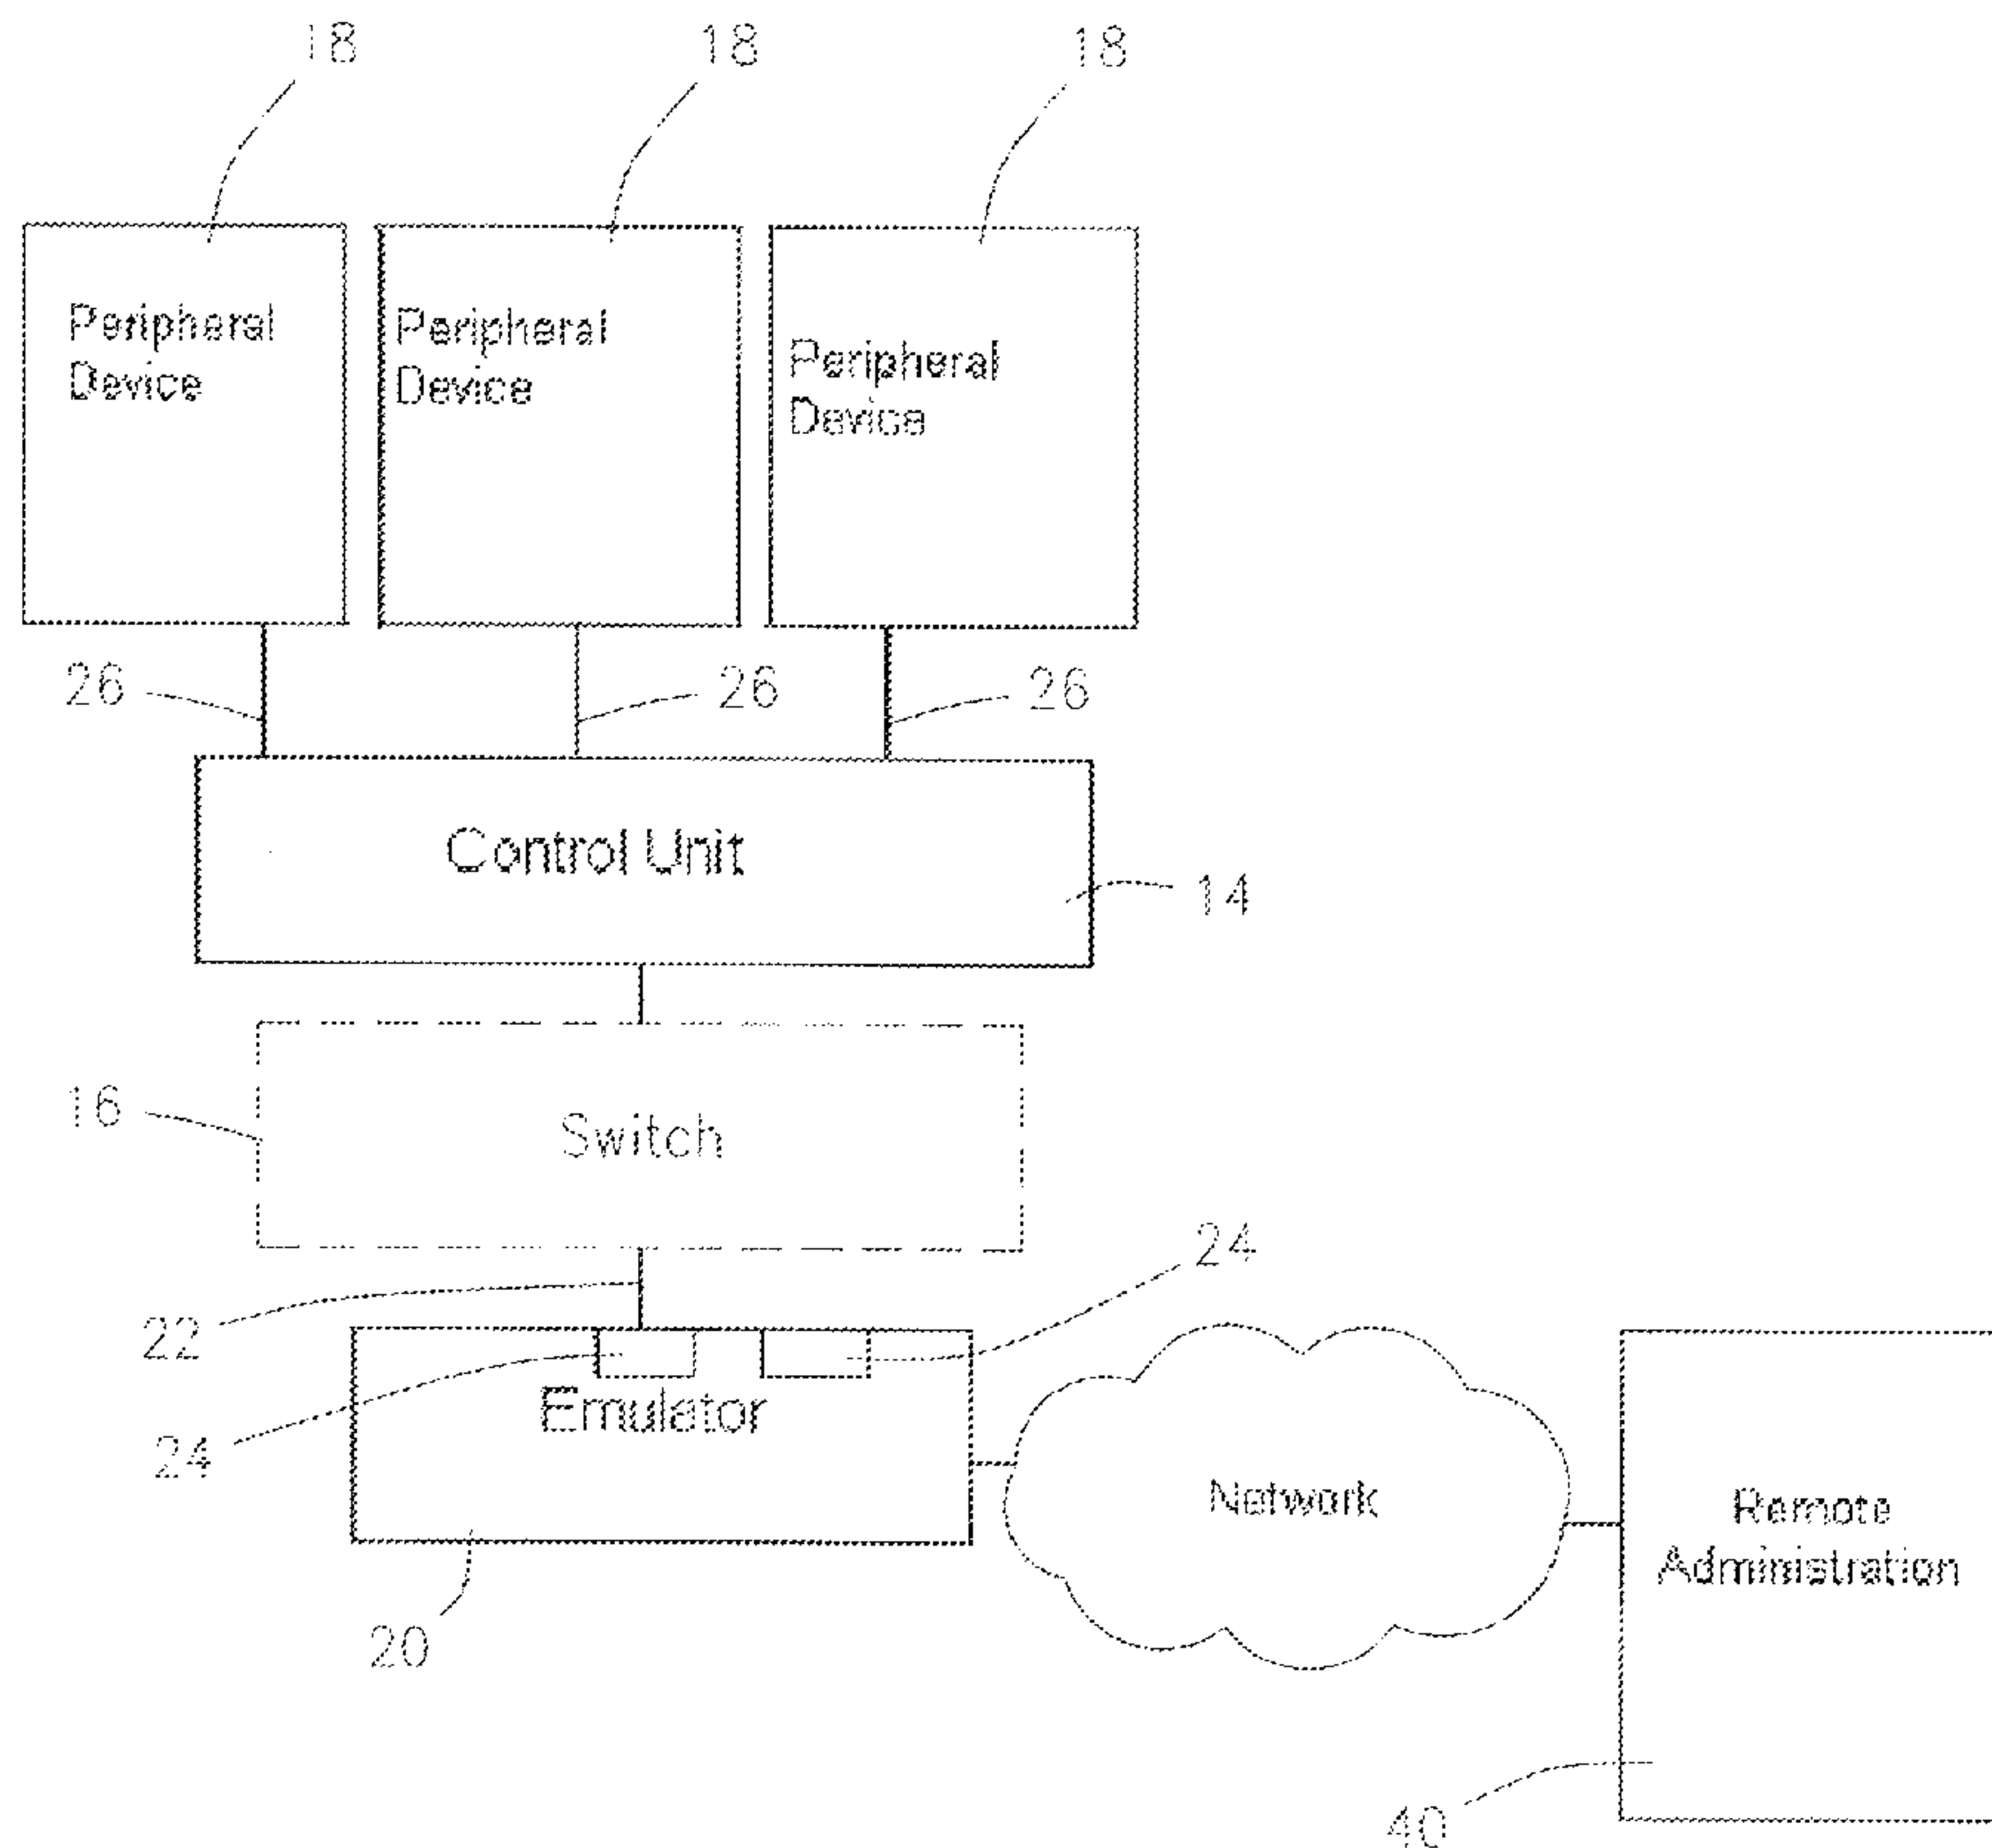 18 18 18
Peripheral
Device
Peripheral
Device
Peripheral
Device
26 26 26
Control Unit
14
16
Switch
24
22
Emulator
24
Network
Remote
Administration
20
40